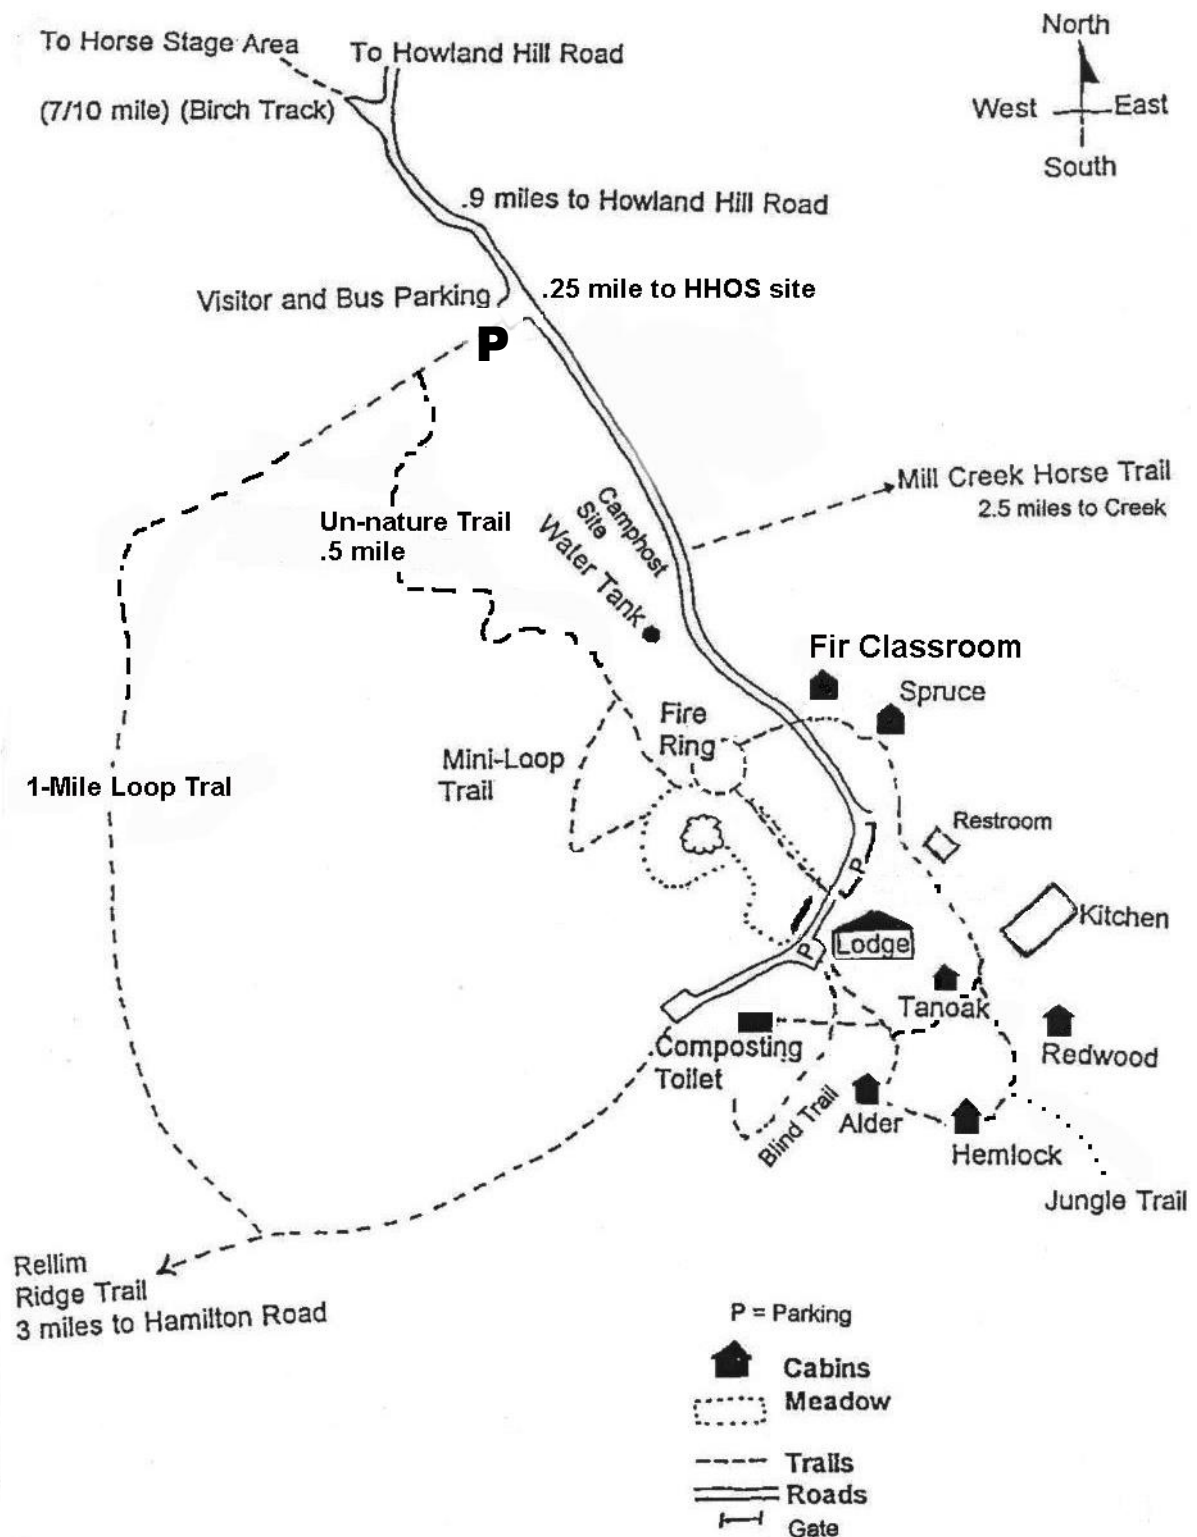 To Horse Stage Area
To Howland Hill Road
(7/10 mile) (Birch Track)
North
West
East
South
.9 miles to Howland Hill Road
.25 mile to HHOS site
Visitor and Bus Parking
P
Mill Creek Horse Trail
2.5 miles to Creek
Camphost
Site
Water Tank
Un-nature Trail
.5 mile
Fir Classroom
Spruce
Fire
Ring
Mini-Loop
Trail
1-Mile Loop Tral
Restroom
P
Kitchen
Lodge
P
Tanoak
Composting
Toilet
Redwood
Blind Trail
Alder
Hemlock
Jungle Trail
Rellim
Ridge Trail
3 miles to Hamilton Road
P = Parking
Cabins
Meadow
Trails
Roads
Gate